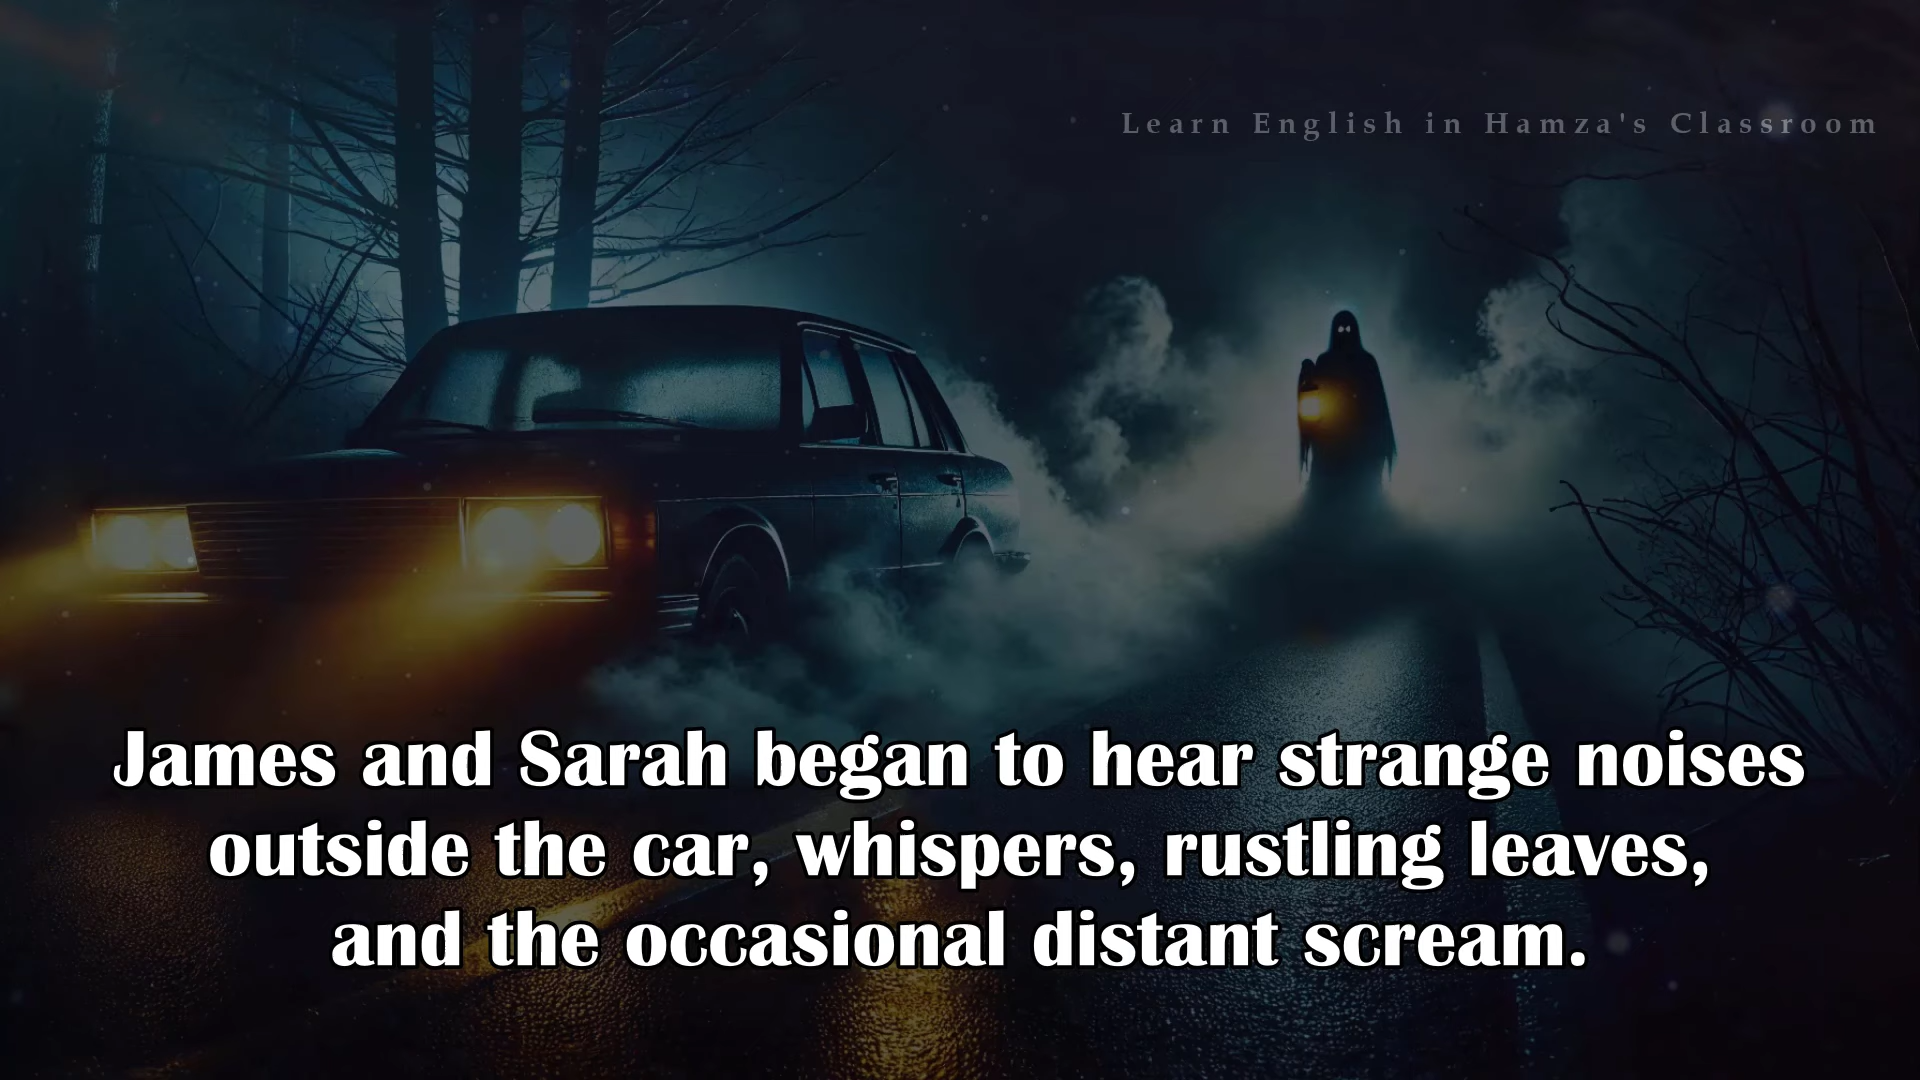 Learn English in Hamza's Classroom
James and Sarah began to hear strange noises
outside the car, whispers, rustling leaves,
and the occasional distant scream.